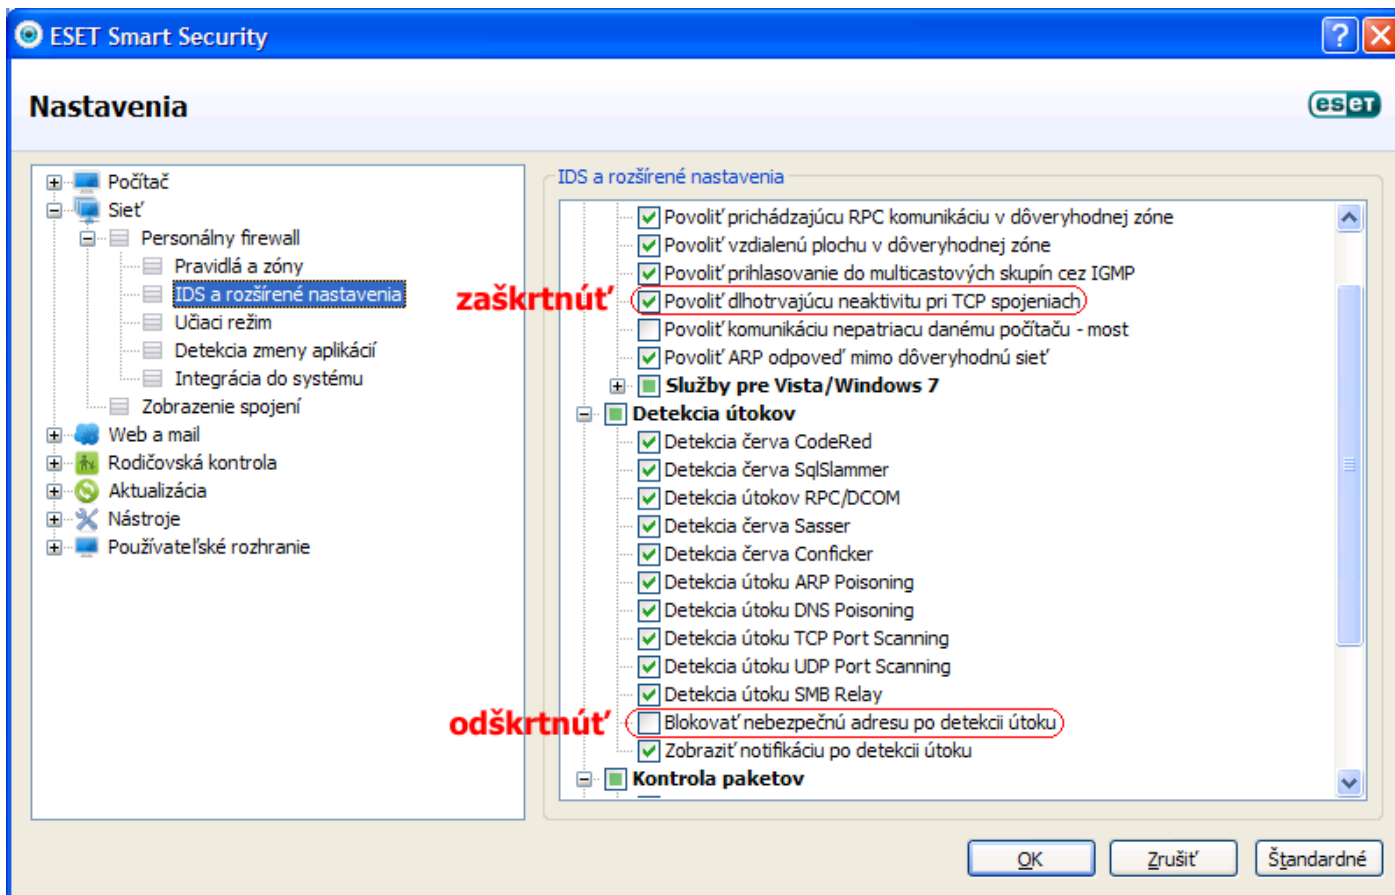 ESET Smart Security
Nastavenia
eset
Počítač
Sieť
Personálny firewall
Pravidlá a zóny
IDS a rozšírené nastavenia
Učiaci režim
Detekcia zmeny aplikácií
Integrácia do systému
Zobrazenie spojení
Web a mail
Rodičovská kontrola
Aktualizácia
Nástroje
Používateľské rozhranie
IDS a rozšírené nastavenia
Povoliť prichádzajúcu RPC komunikáciu v dôveryhodnej zóne
Povoliť vzdialenú plochu v dôveryhodnej zóne
Povoliť prihlasovanie do multicastových skupín cez IGMP
zaškrtnúť Povoliť dlhotrvajúcu neaktivitu pri TCP spojeniach
Povoliť komunikáciu nepatriacu danému počítaču - most
Povoliť ARP odpoveď mimo dôveryhodnú sieť
Služby pre Vista/Windows 7
Detekcia útokov
Detekcia červa CodeRed
Detekcia červa SqlSlammer
Detekcia útokov RPC/DCOM
Detekcia červa Sasser
Detekcia červa Conficker
Detekcia útoku ARP Poisoning
Detekcia útoku DNS Poisoning
Detekcia útoku TCP Port Scanning
Detekcia útoku UDP Port Scanning
Detekcia útoku SMB Relay
odškrtnúť Blokovať nebezpečnú adresu po detekcii útoku
Zobraziť notifikáciu po detekcii útoku
Kontrola paketov
OK
Zrušiť
Štandardné